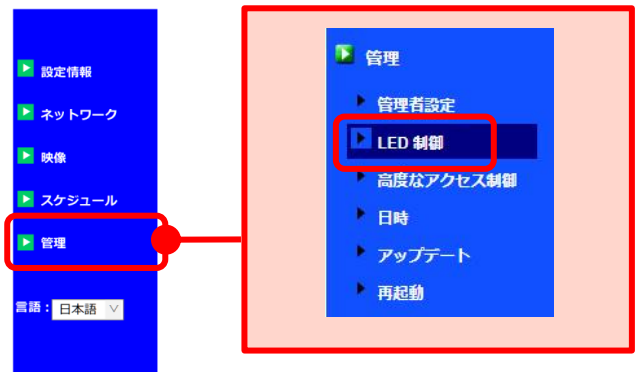 設定情報
ネットワーク
映像
スケジュール
管理
言語：日本語
管理
管理者設定
LED 制御
高度なアクセス制御
日時
アップデート
再起動